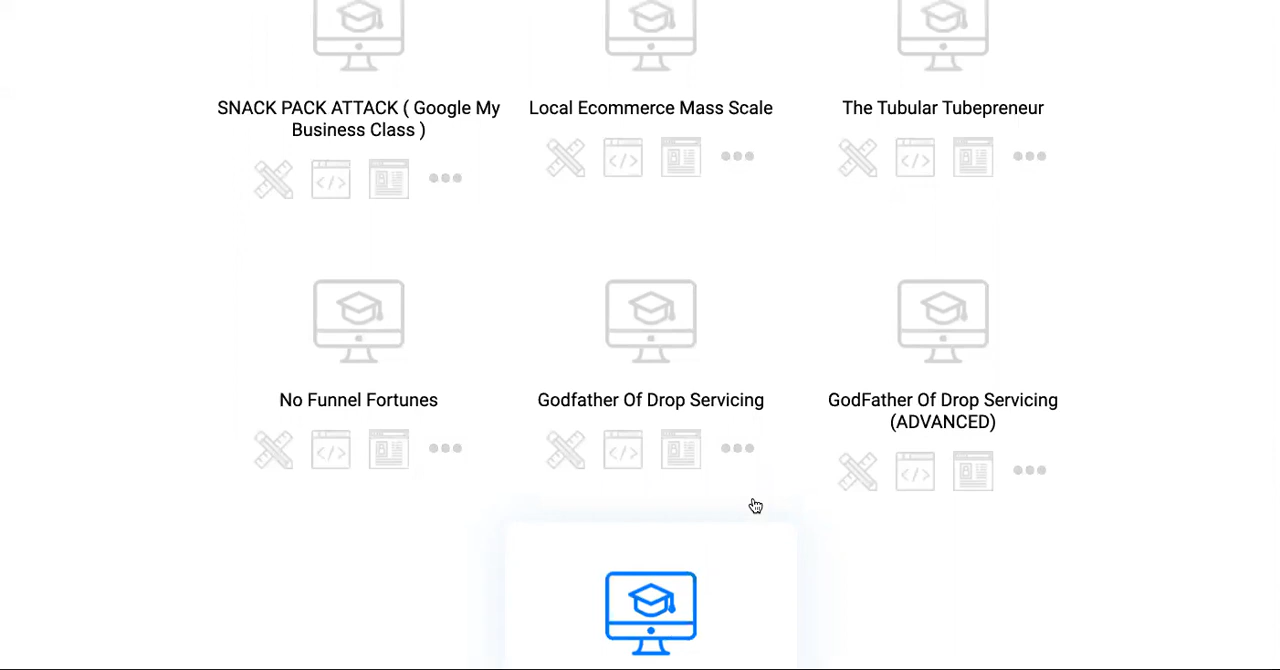 SNACK PACK ATTACK ( Google My
Business Class )
Local Ecommerce Mass Scale
The Tubular Tubepreneur
No Funnel Fortunes
Godfather Of Drop Servicing
GodFather Of Drop Servicing
(ADVANCED)